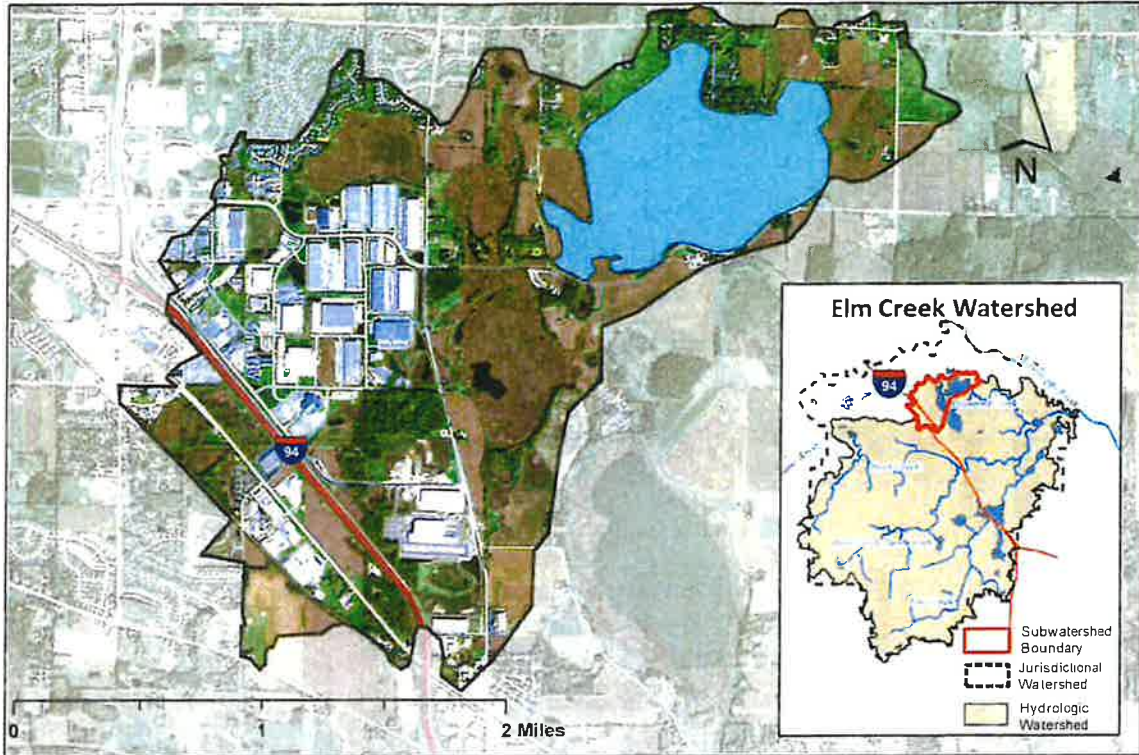 N
94
Elm Creek Watershed
94
Subwatershed
Boundary
Jurisdictional
Watershed
Hydrologic
Watershed
0
1
2 Miles